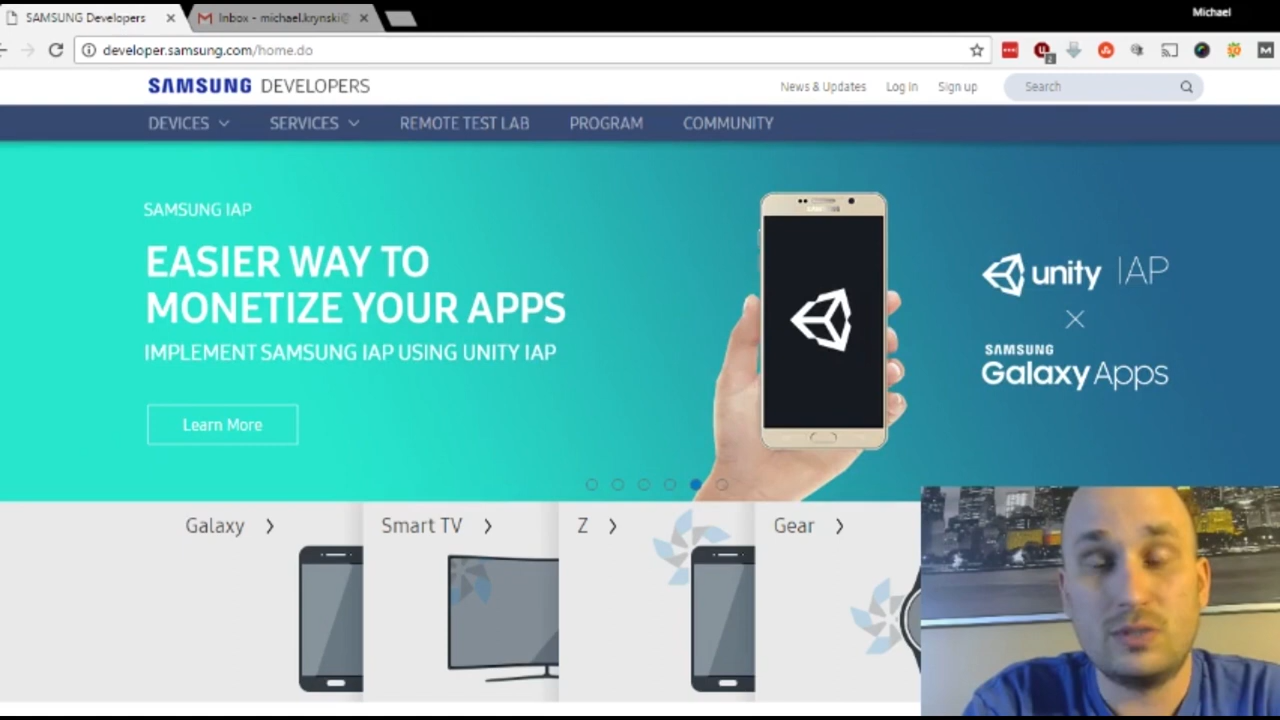 SAMSUNG Developers
Inbox - michael.krynski@
Michael
developer.samsung.com/home.do
SAMSUNG DEVELOPERS
News & Updates
Log In
Sign up
Search
DEVICES
SERVICES
REMOTE TEST LAB
PROGRAM
COMMUNITY
SAMSUNG IAP
EASIER WAY TO
MONETIZE YOUR APPS
IMPLEMENT SAMSUNG IAP USING UNITY IAP
Learn More
SAMSUNG
unity IAP
SAMSUNG
Galaxy Apps
Galaxy
Smart TV
Z
Gear